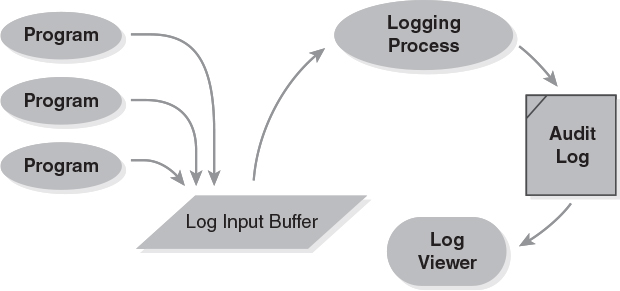 Program
Program
Program
Log Input Buffer
Logging
Process
Audit
Log
Log
Viewer